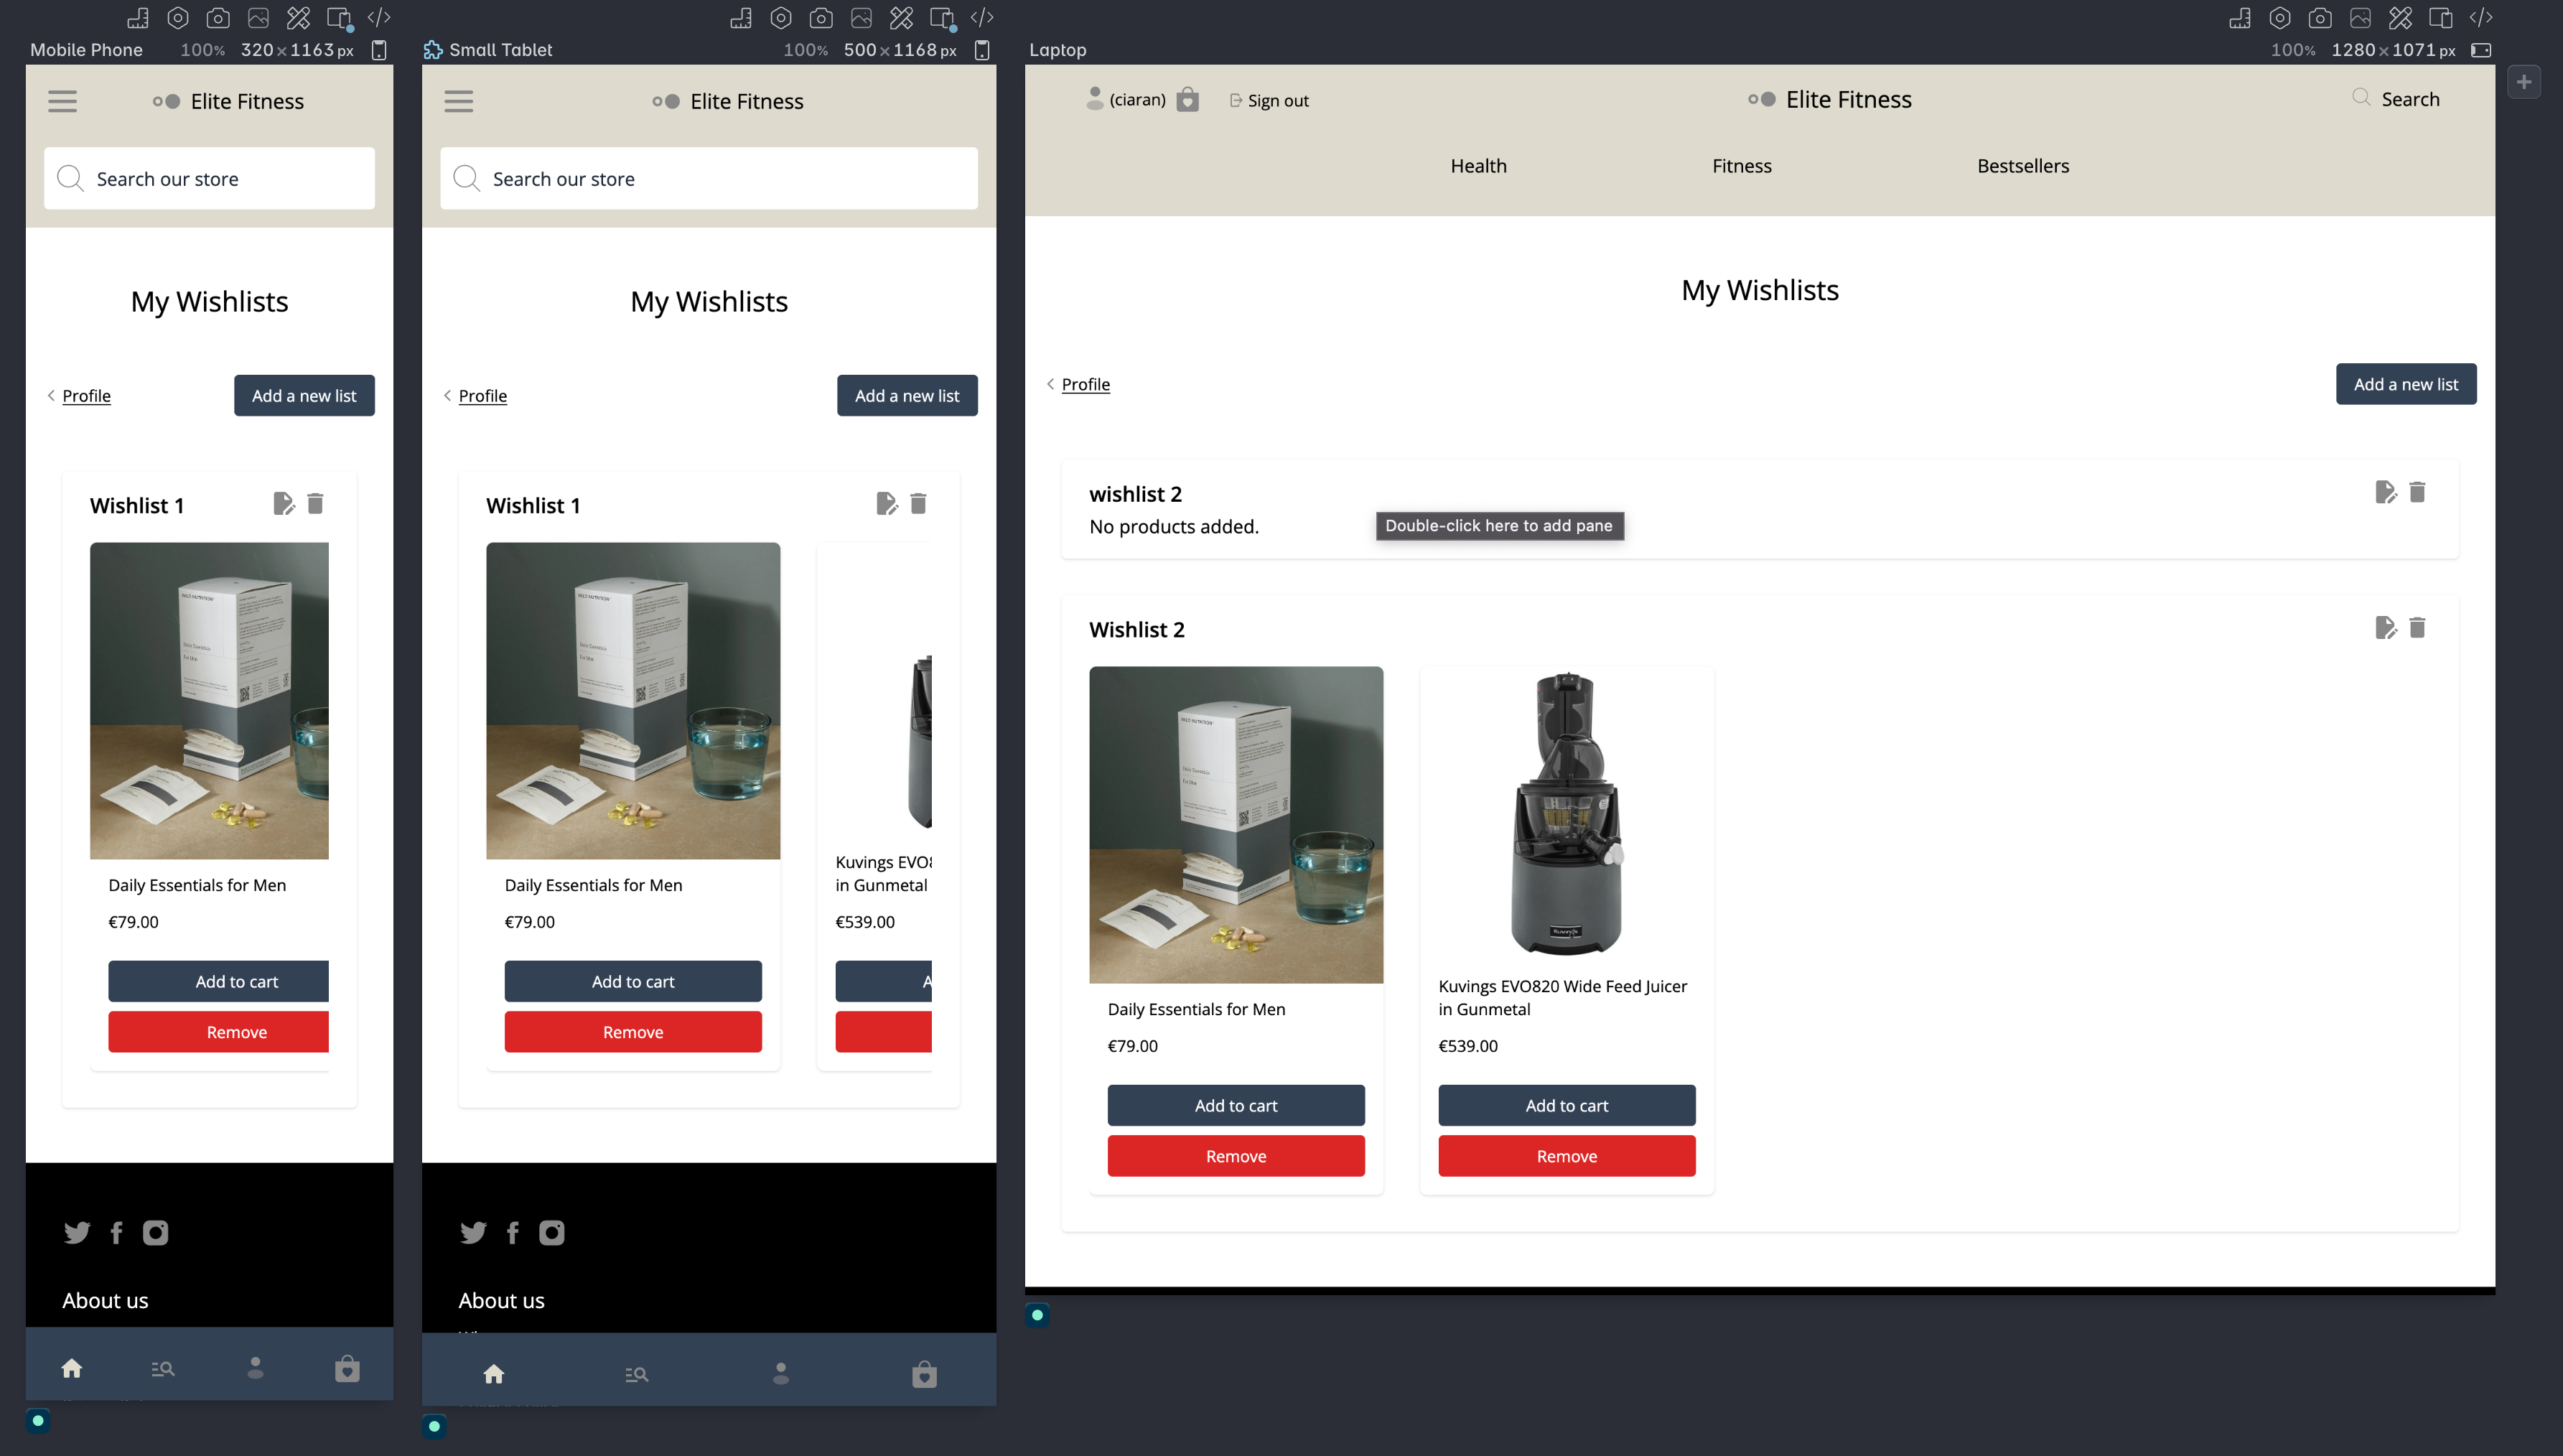 Mobile Phone 100% 320×1163 px
Elite Fitness
Search our store
My Wishlists
Profile
Add a new list
Wishlist 1
Daily Essentials for Men
€79.00
Add to cart
Remove
About us
Small Tablet 100% 500×1168 px
Elite Fitness
Search our store
My Wishlists
Profile
Add a new list
Wishlist 1
Daily Essentials for Men
€79.00
Add to cart
Remove
Kuvings EVO8
in Gunmetal
€539.00
A
About us
Laptop 100% 1280×1071 px
(ciaran)
Sign out
Elite Fitness
Search
Health
Fitness
Bestsellers
My Wishlists
Profile
Add a new list
wishlist 2
No products added.
Double-click here to add pane
Wishlist 2
Kuvings
Daily Essentials for Men
€79.00
Add to cart
Remove
Kuvings EVO820 Wide Feed Juicer
in Gunmetal
€539.00
Add to cart
Remove